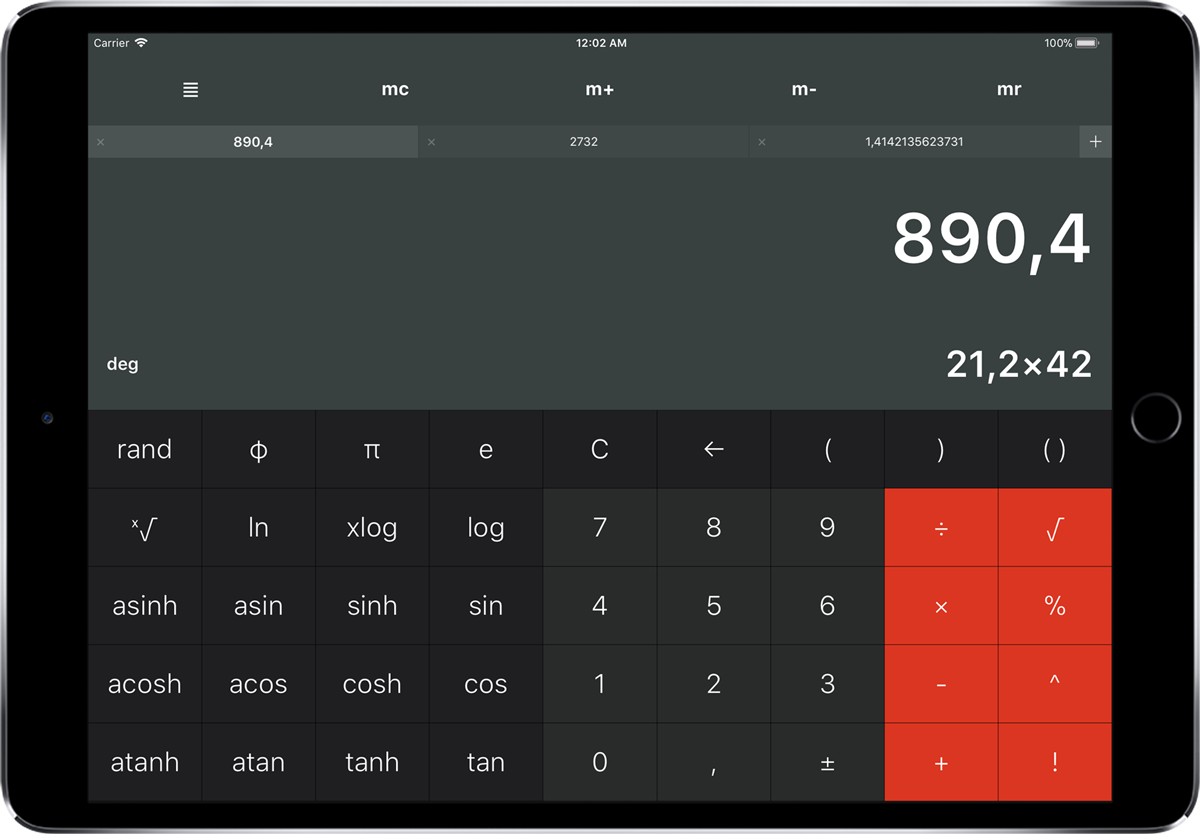 Carrier 12:02 AM 100%
mc m+ m- mr
× 890,4 × 2732 × 1,4142135623731 +
890,4
deg 21,2×42
rand ϕ π e C ← ( ) ( )
ˣ√ ln xlog log 7 8 9 ÷ √
asinh asin sinh sin 4 5 6 × %
acosh acos cosh cos 1 2 3 - ^
atanh atan tanh tan 0 , ± + !